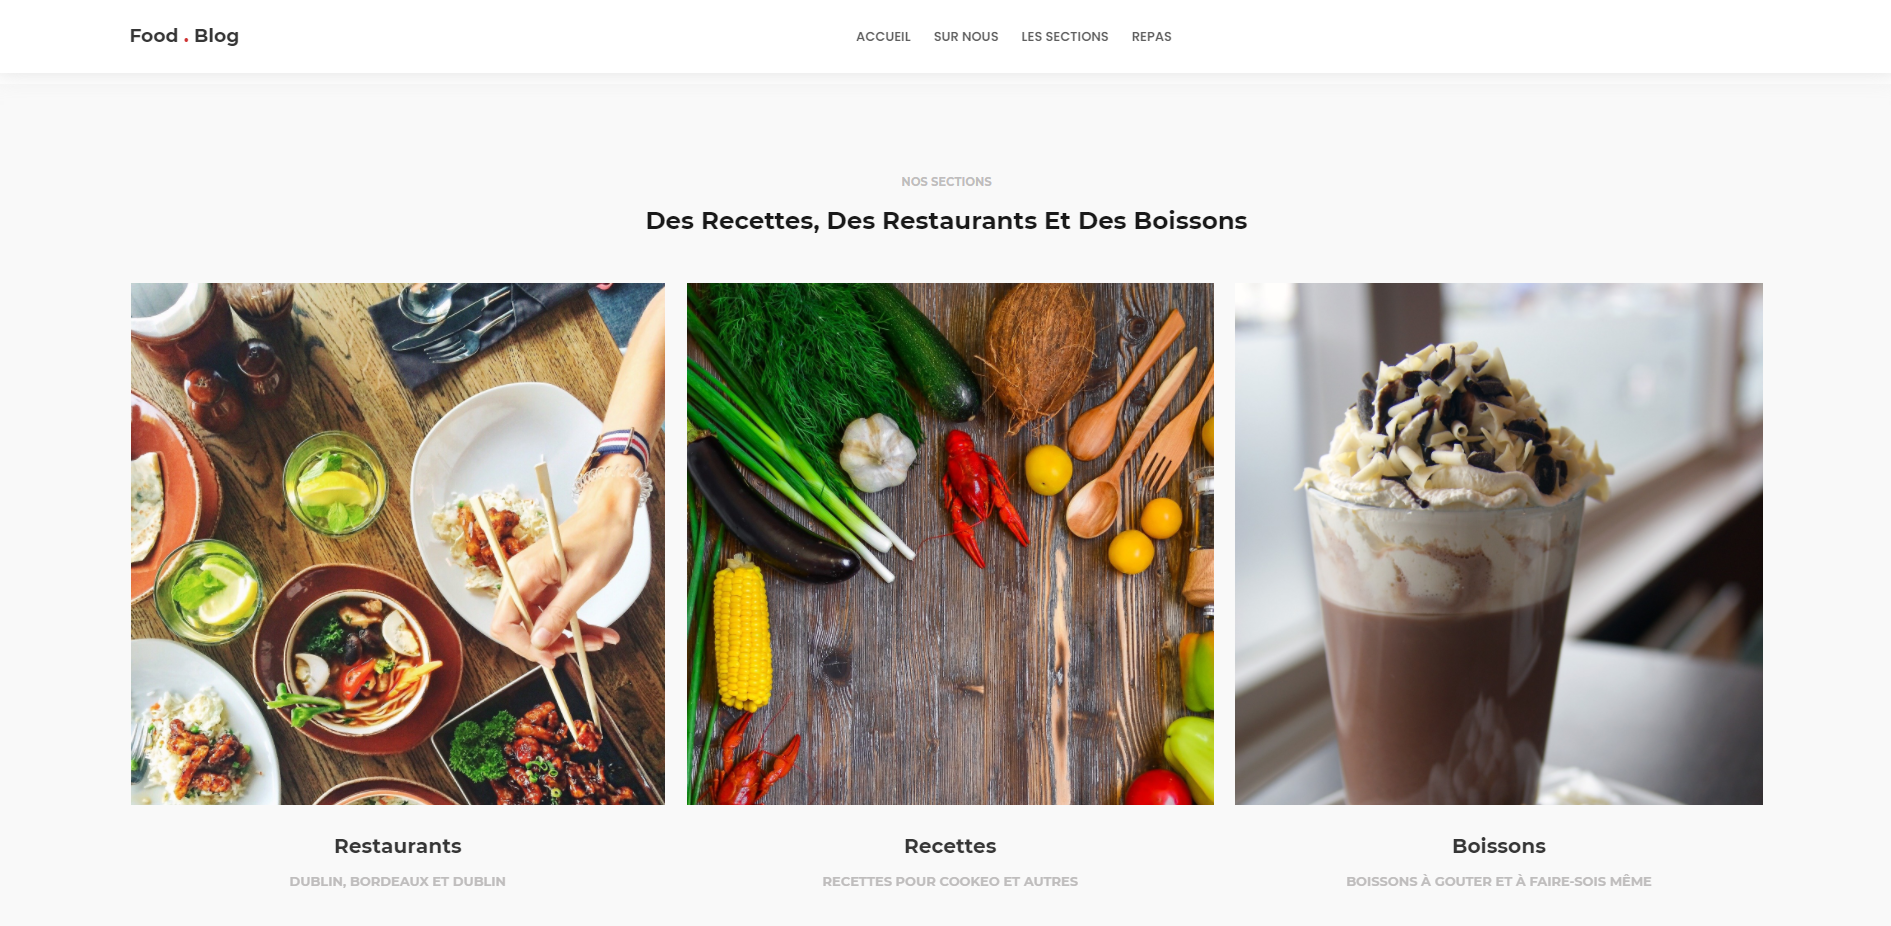 Food . Blog
ACCUEIL SUR NOUS LES SECTIONS REPAS
NOS SECTIONS
Des Recettes, Des Restaurants Et Des Boissons
Restaurants
DUBLIN, BORDEAUX ET DUBLIN
Recettes
RECETTES POUR COOKEO ET AUTRES
Boissons
BOISSONS À GOUTER ET À FAIRE-SOIS MÊME